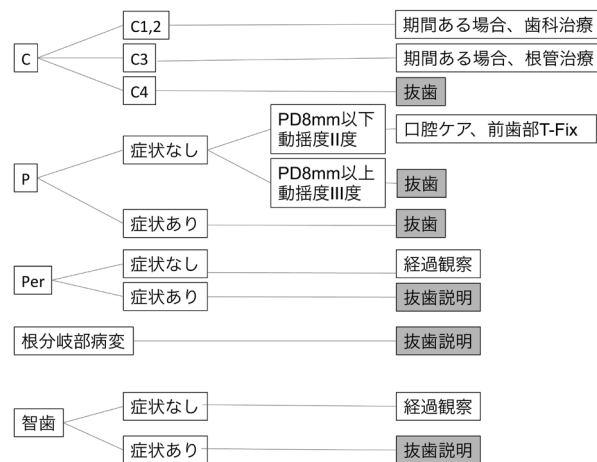 C
C1,2
期間ある場合、歯科治療
C3
期間ある場合、根管治療
C4
抜歯
P
症状なし
PD8mm以下
動揺度II度
口腔ケア、前歯部T-Fix
PD8mm以上
動揺度III度
抜歯
症状あり
抜歯
Per
症状なし
経過観察
症状あり
抜歯説明
根分岐部病変
抜歯説明
智歯
症状なし
経過観察
症状あり
抜歯説明